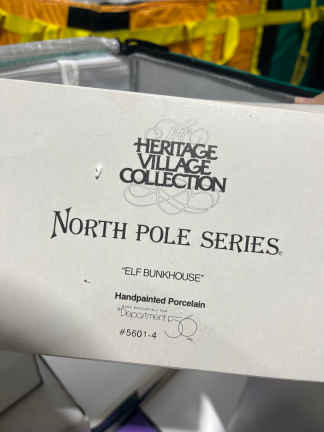 HERITAGE
VILLAGE
COLLECTION
NORTH POLE SERIES
"ELF BUNKHOUSE"
Handpainted Porcelain
Department 56
#5601-4